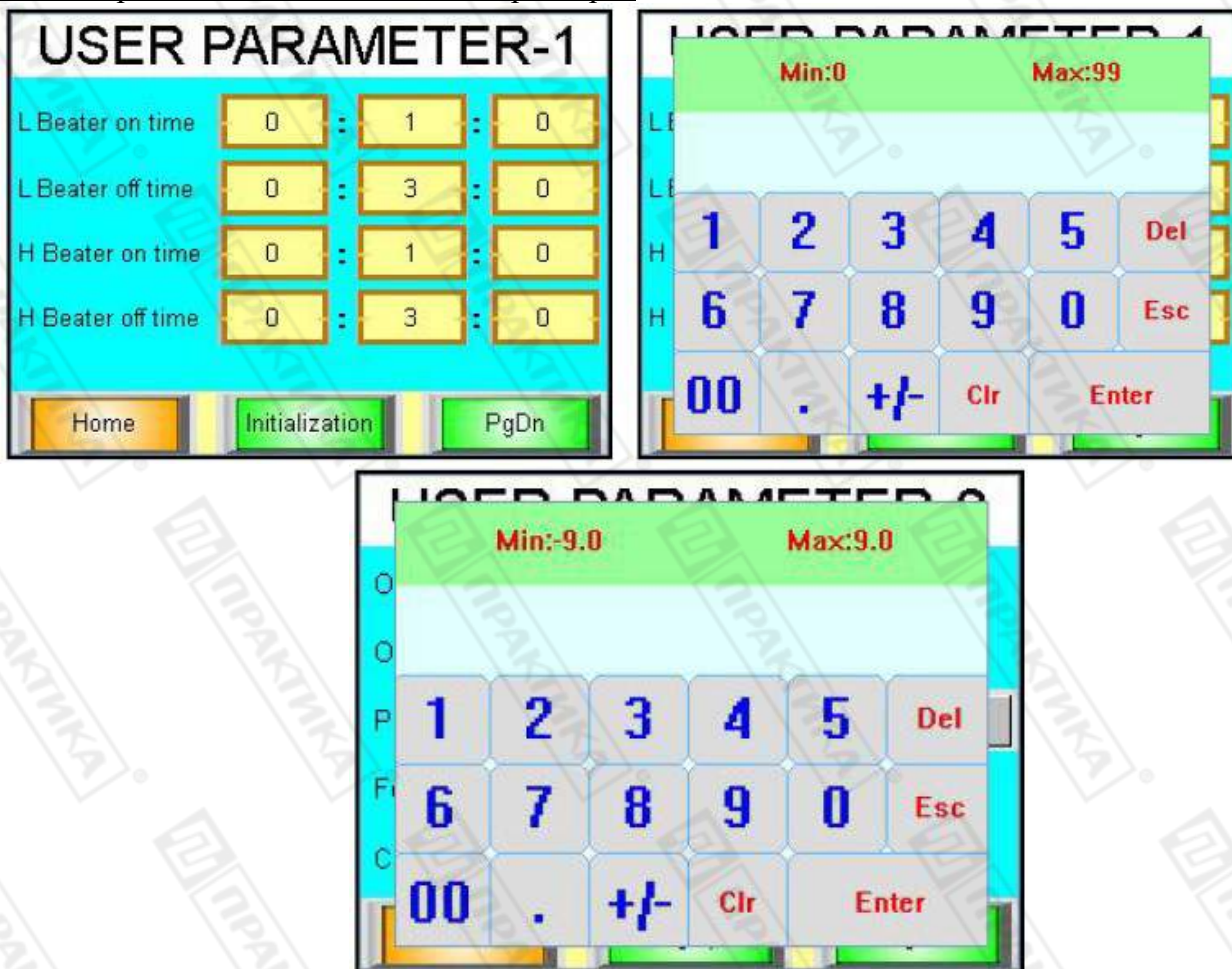 USER PARAMETER-1
L Beater on time 0 : 1 : 0
L Beater off time 0 : 3 : 0
H Beater on time 0 : 1 : 0
H Beater off time 0 : 3 : 0
Home Initialization PgDn
Min:0 Max:99
1 2 3 4 5 Del
6 7 8 9 0 Esc
00 . +/- Clr Enter
Min:-9.0 Max:9.0
1 2 3 4 5 Del
6 7 8 9 0 Esc
00 . +/- Clr Enter
ПРАКТИКА